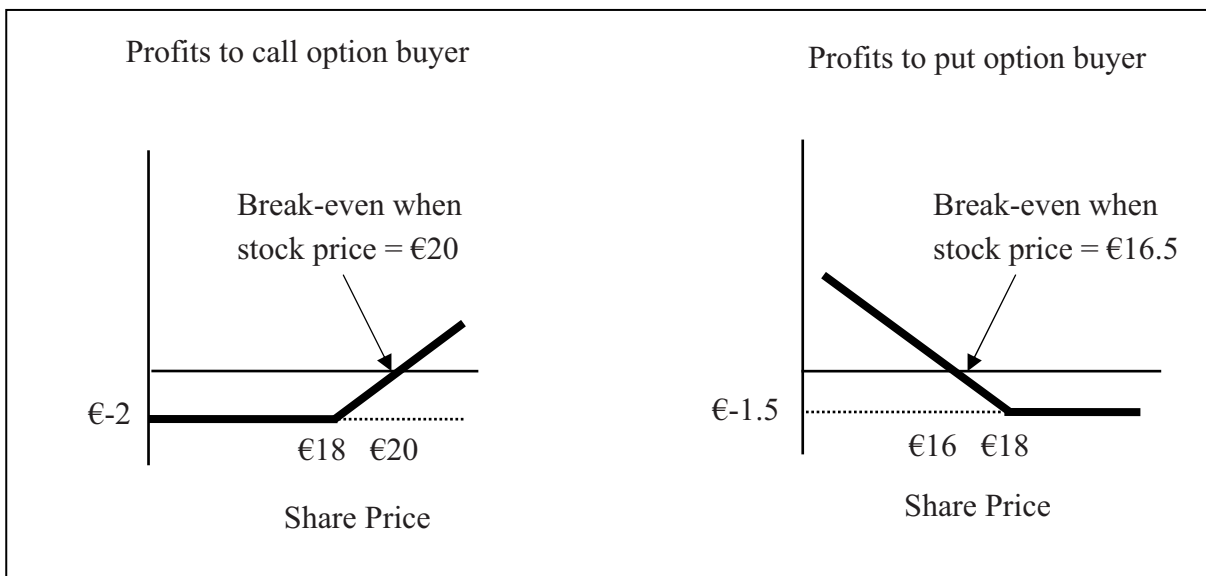 Profits to call option buyer
Break-even when
stock price = €20
€-2
€18 €20
Share Price
Profits to put option buyer
Break-even when
stock price = €16.5
€-1.5
€16 €18
Share Price